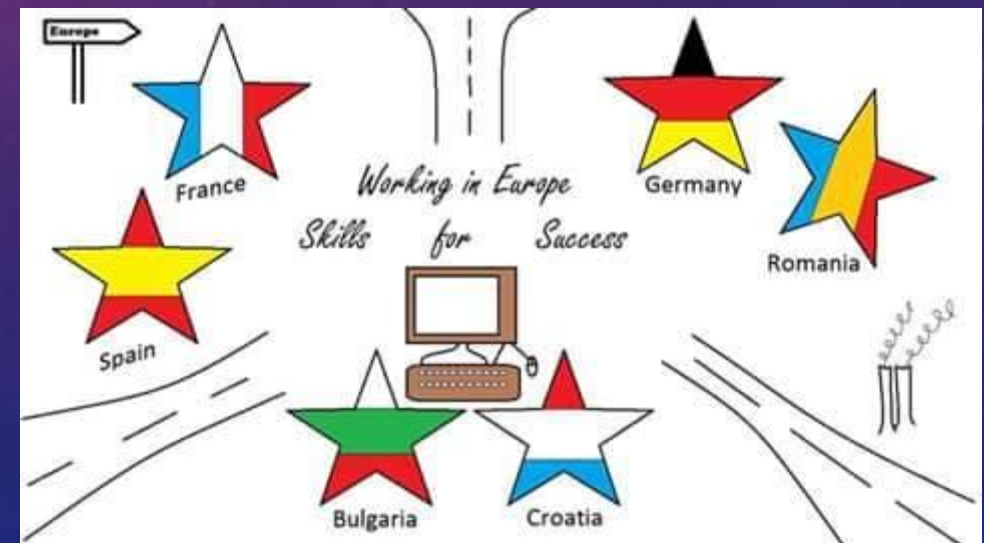 Europe
France
Working in Europe
Skills for Success
Germany
Romania
Spain
Bulgaria
Croatia